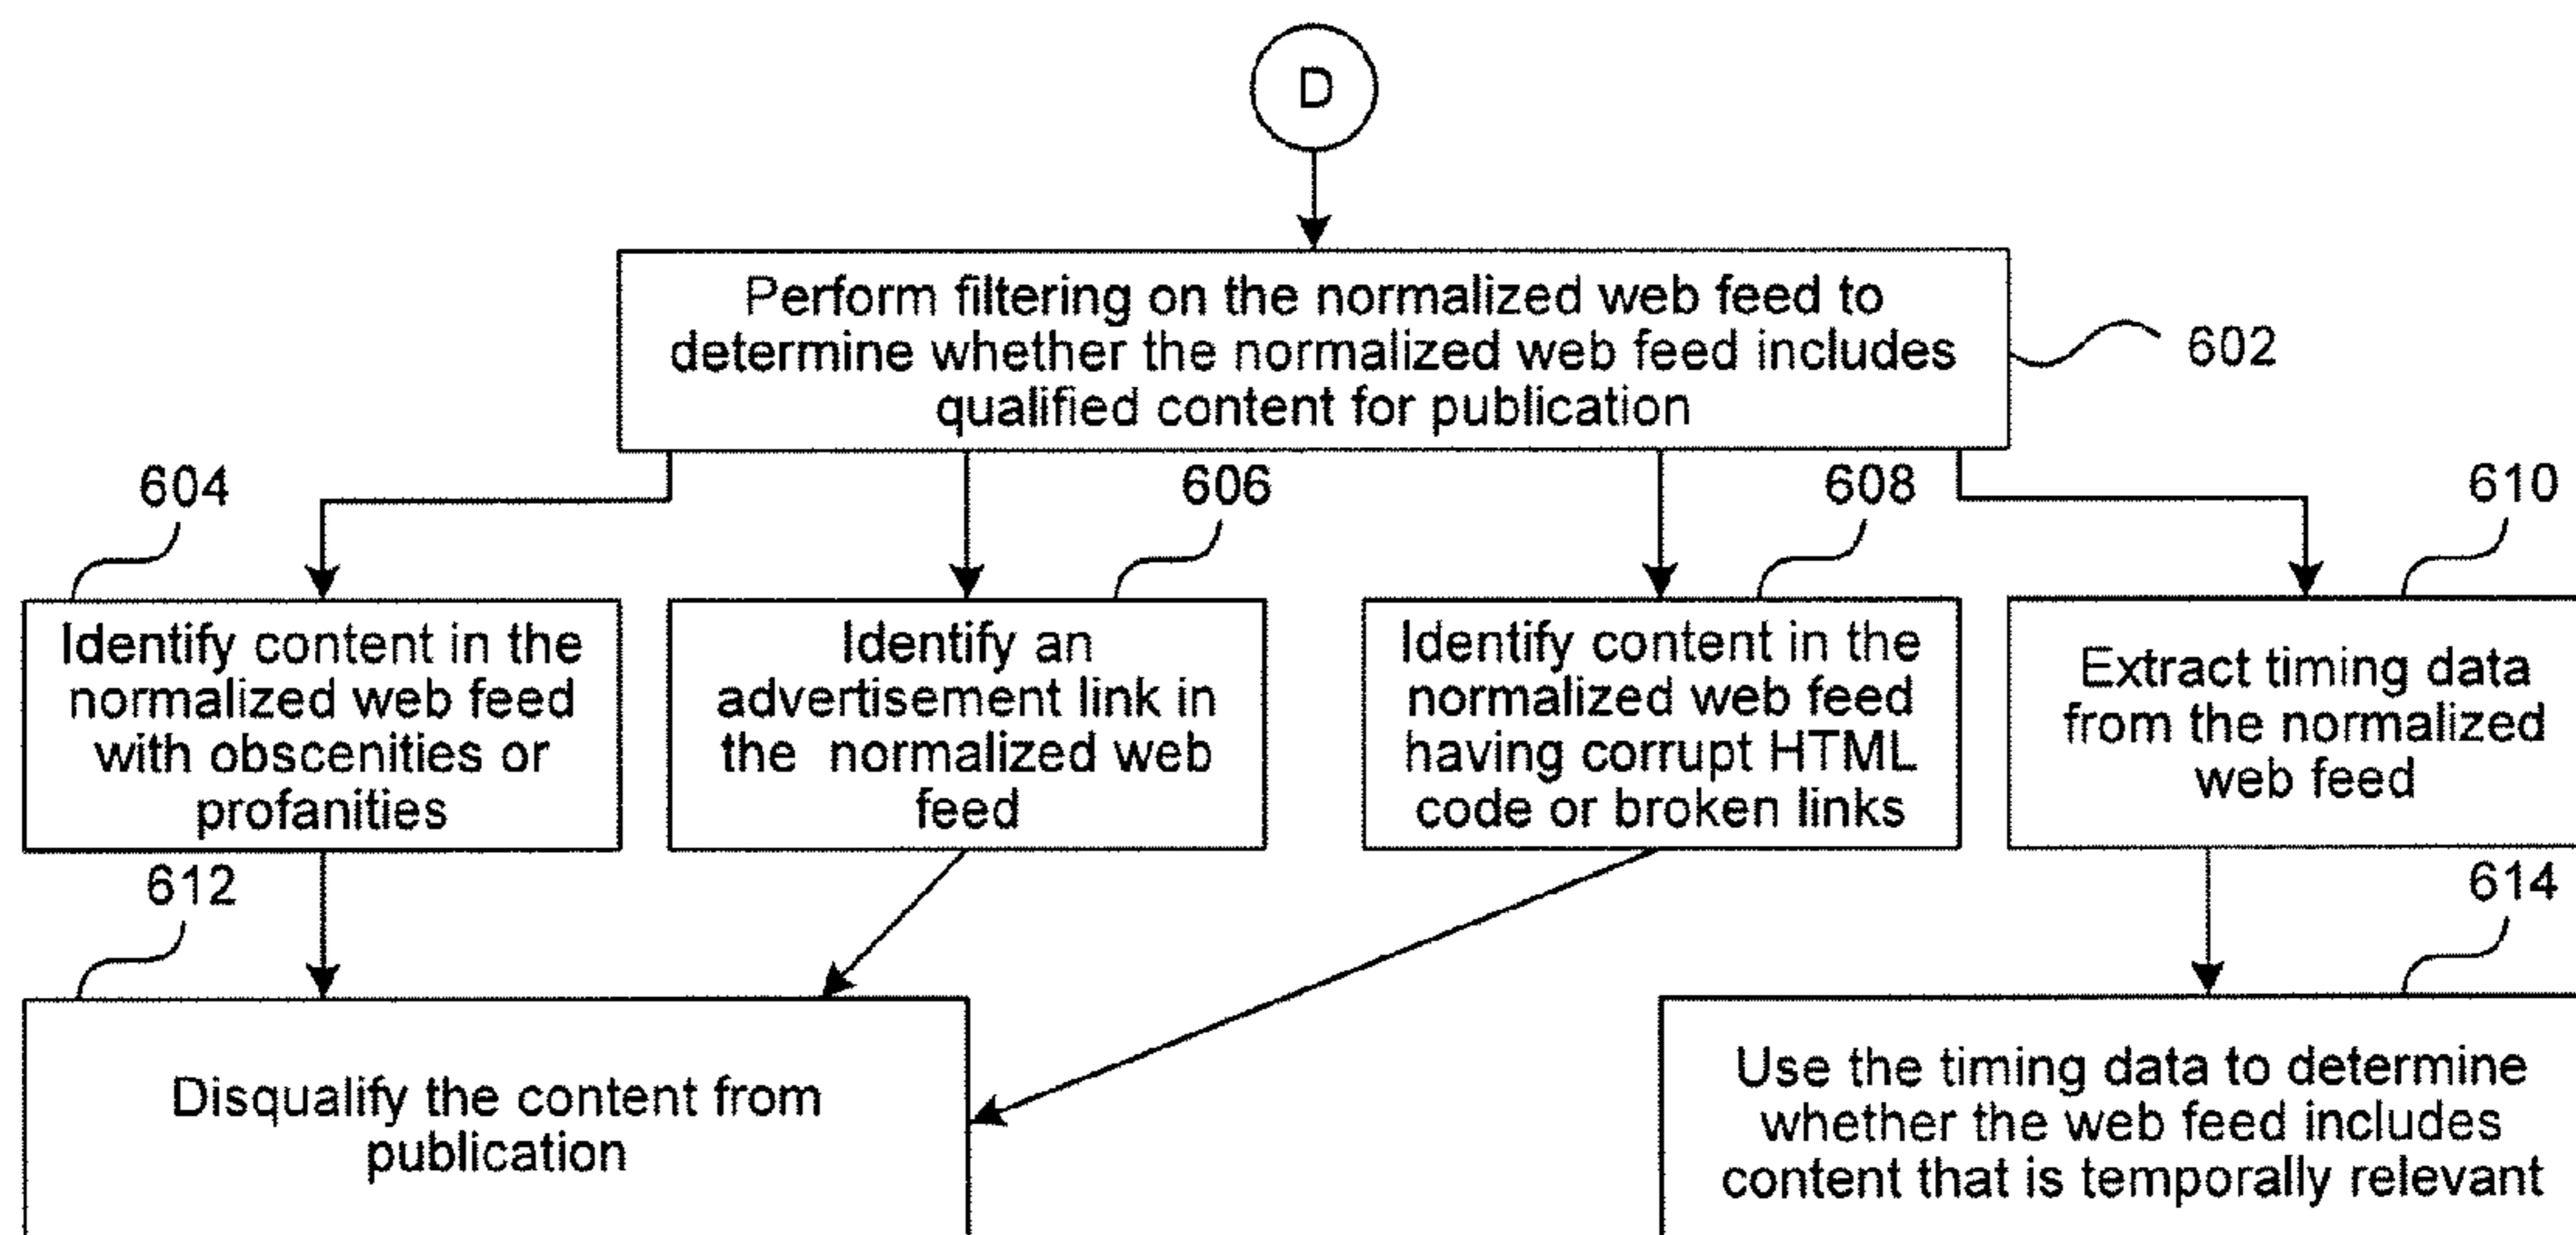 D
Perform filtering on the normalized web feed to
determine whether the normalized web feed includes
qualified content for publication
602
604
606
608
610
Identify content in the
normalized web feed
with obscenities or
profanities
Identify an
advertisement link in
the normalized web
feed
Identify content in the
normalized web feed
having corrupt HTML
code or broken links
Extract timing data
from the normalized
web feed
612
614
Disqualify the content from
publication
Use the timing data to determine
whether the web feed includes
content that is temporally relevant